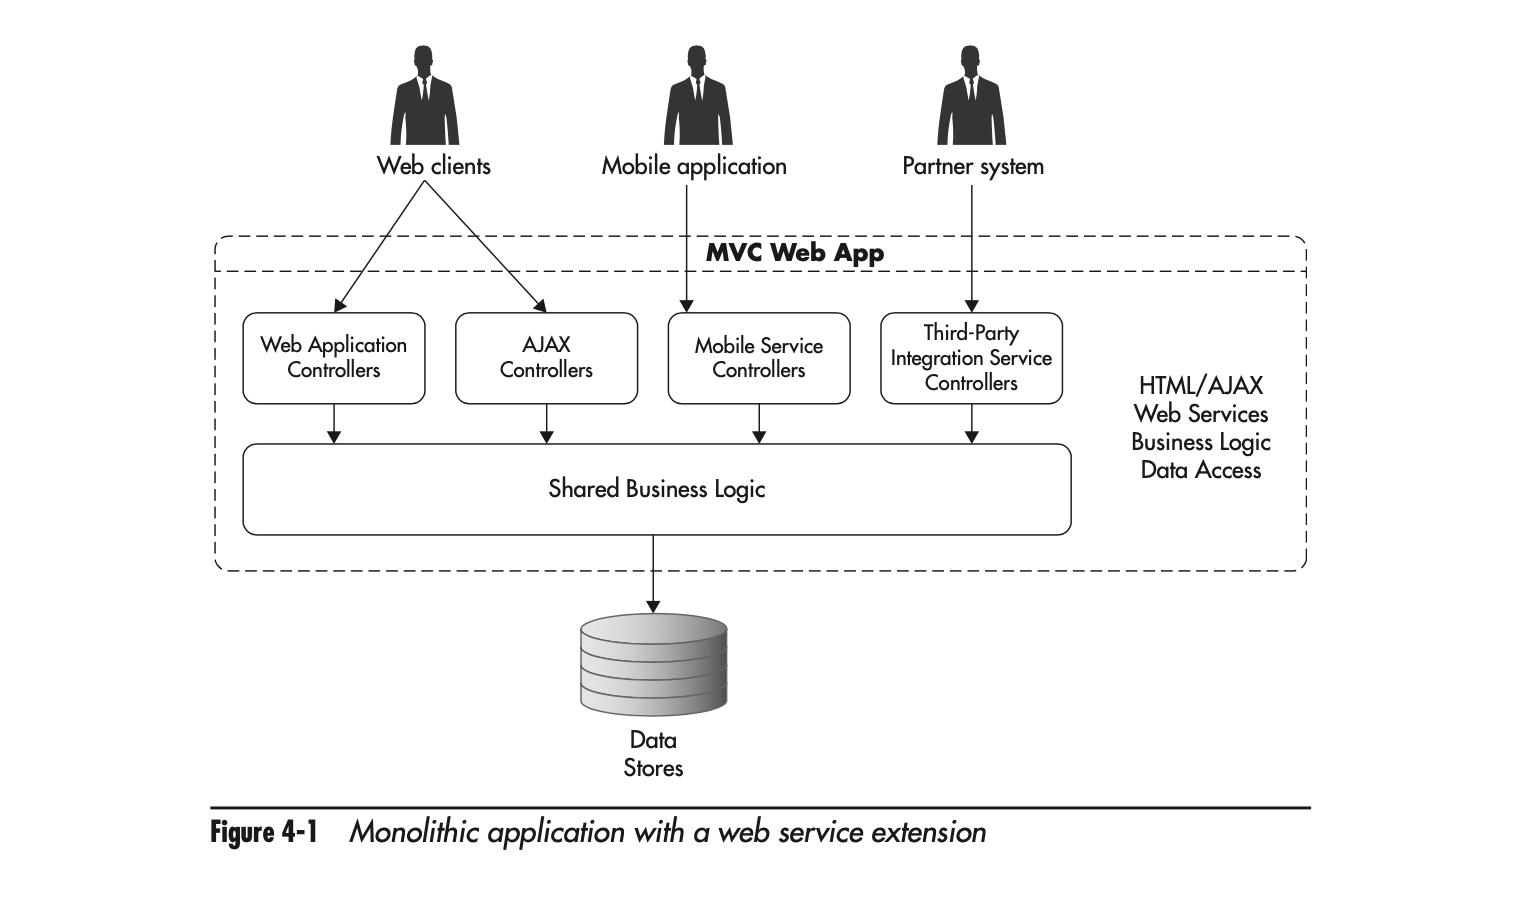 Web clients
Mobile application
Partner system
MVC Web App
Web Application
Controllers
AJAX
Controllers
Mobile Service
Controllers
Third-Party
Integration Service
Controllers
HTML/AJAX
Web Services
Business Logic
Data Access
Shared Business Logic
Data
Stores
Figure 4-1 Monolithic application with a web service extension